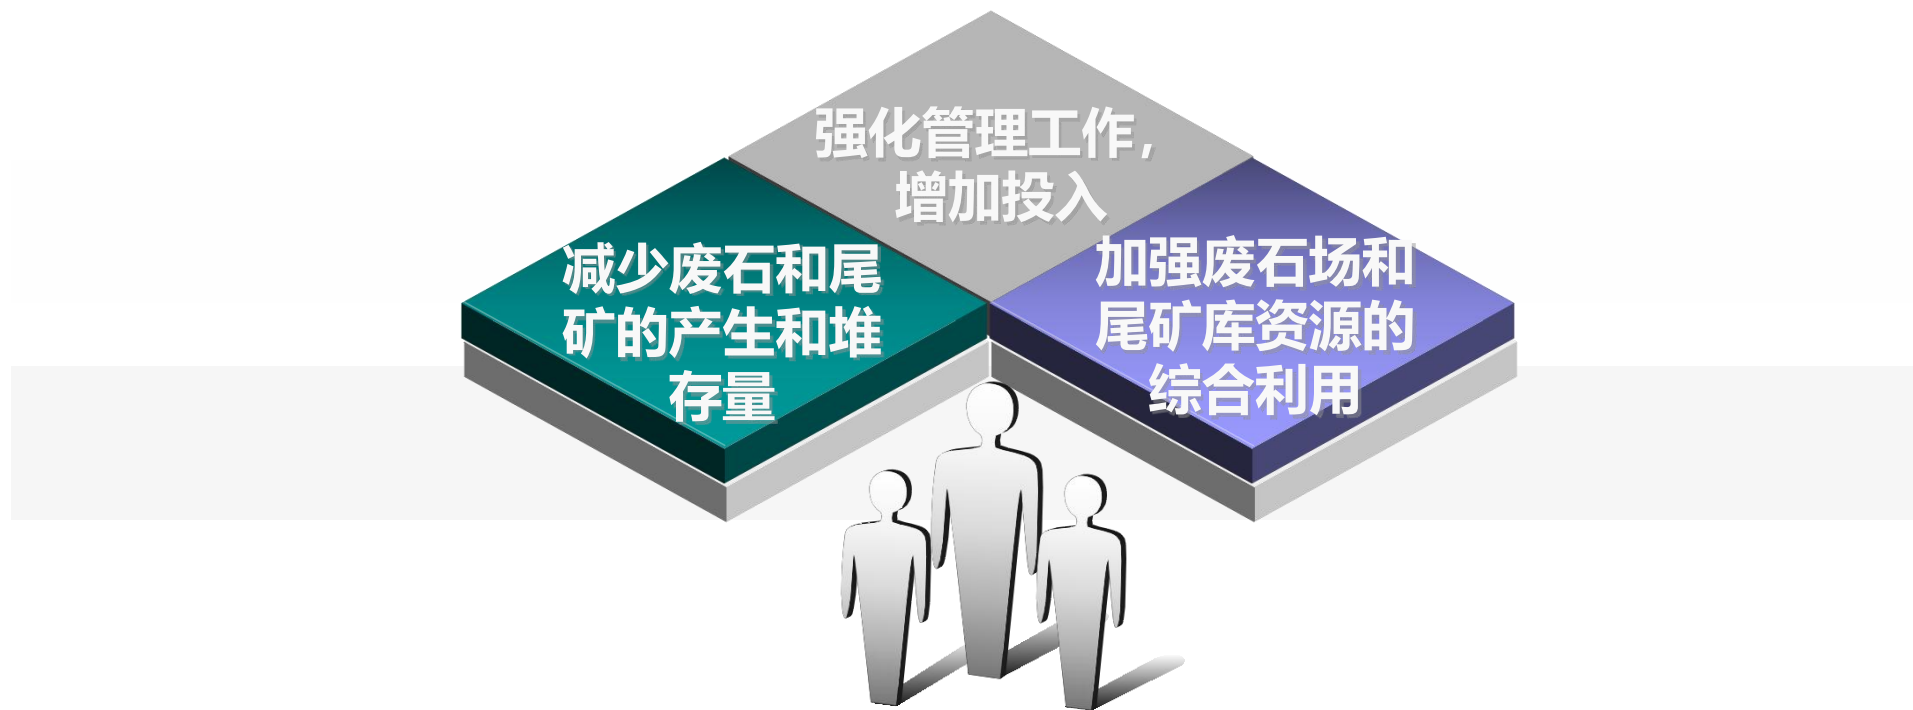 强化管理工作，
增加投入
减少废石和尾
矿的产生和堆
存量
加强废石场和
尾矿库资源的
综合利用